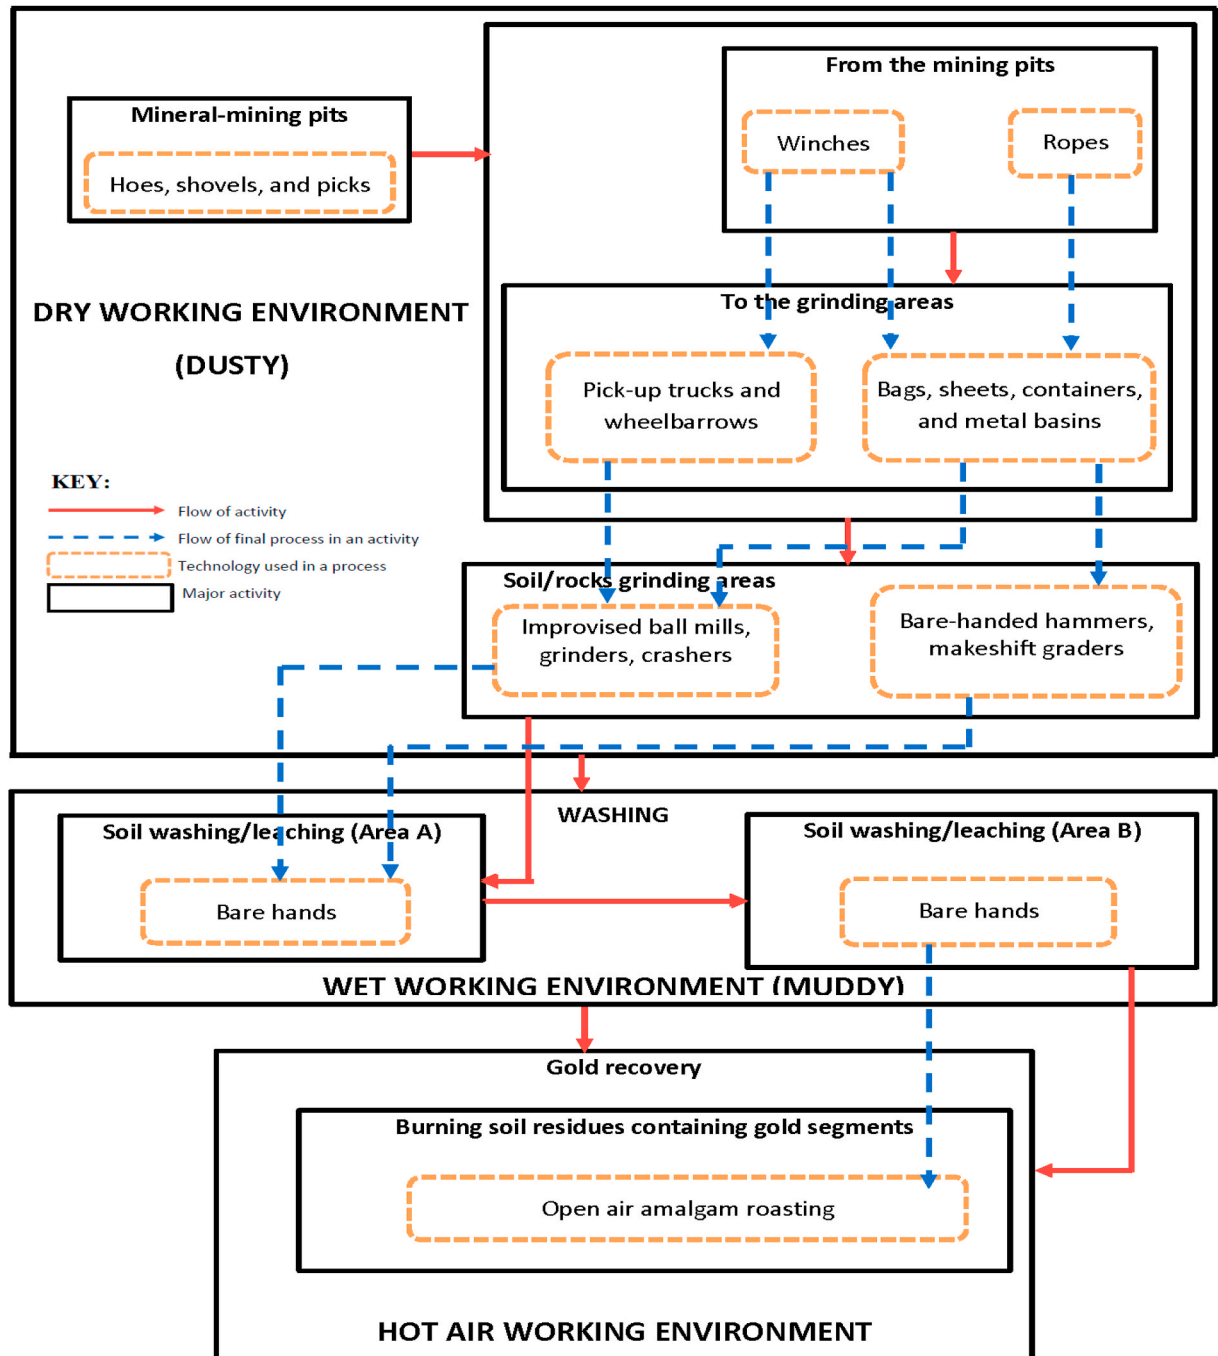 From the mining pits
Mineral-mining pits
Winches
Ropes
Hoes, shovels, and picks
To the grinding areas
DRY WORKING ENVIRONMENT
(DUSTY)
Pick-up trucks and
wheelbarrows
Bags, sheets, containers,
and metal basins
KEY:
Flow of activity
Flow of final process in an activity
Technology used in a process
Major activity
Soil/rocks grinding areas
Improvised ball mills,
grinders, crashers
Bare-handed hammers,
makeshift graders
WASHING
Soil washing/leaching (Area A)
Soil washing/leaching (Area B)
Bare hands
Bare hands
WET WORKING ENVIRONMENT (MUDDY)
Gold recovery
Burning soil residues containing gold segments
Open air amalgam roasting
HOT AIR WORKING ENVIRONMENT